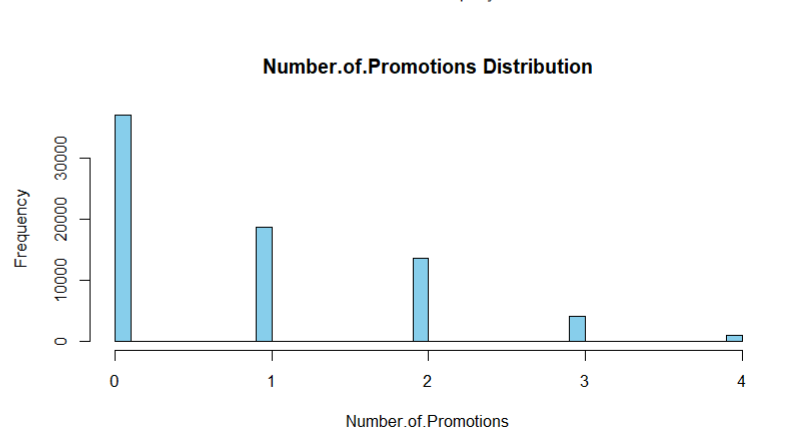 Number.of.Promotions Distribution
30000
20000
10000
0
Frequency
0 1 2 3 4
Number.of.Promotions